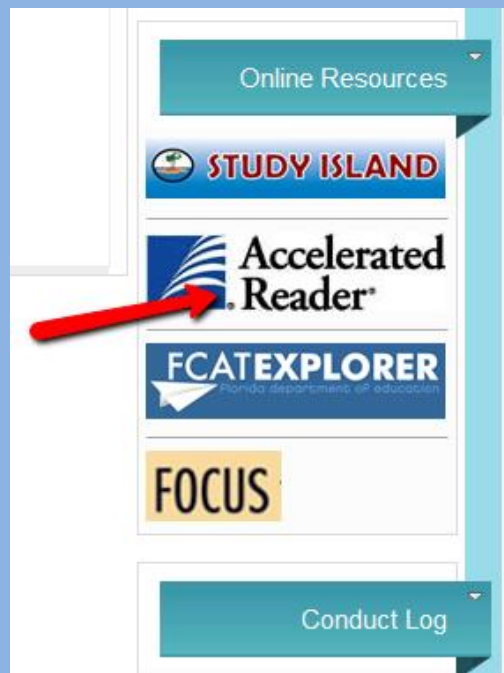 Online Resources
STUDY ISLAND
Accelerated
Reader®
FCATEXPLORER
Florida department of education
FOCUS
Conduct Log